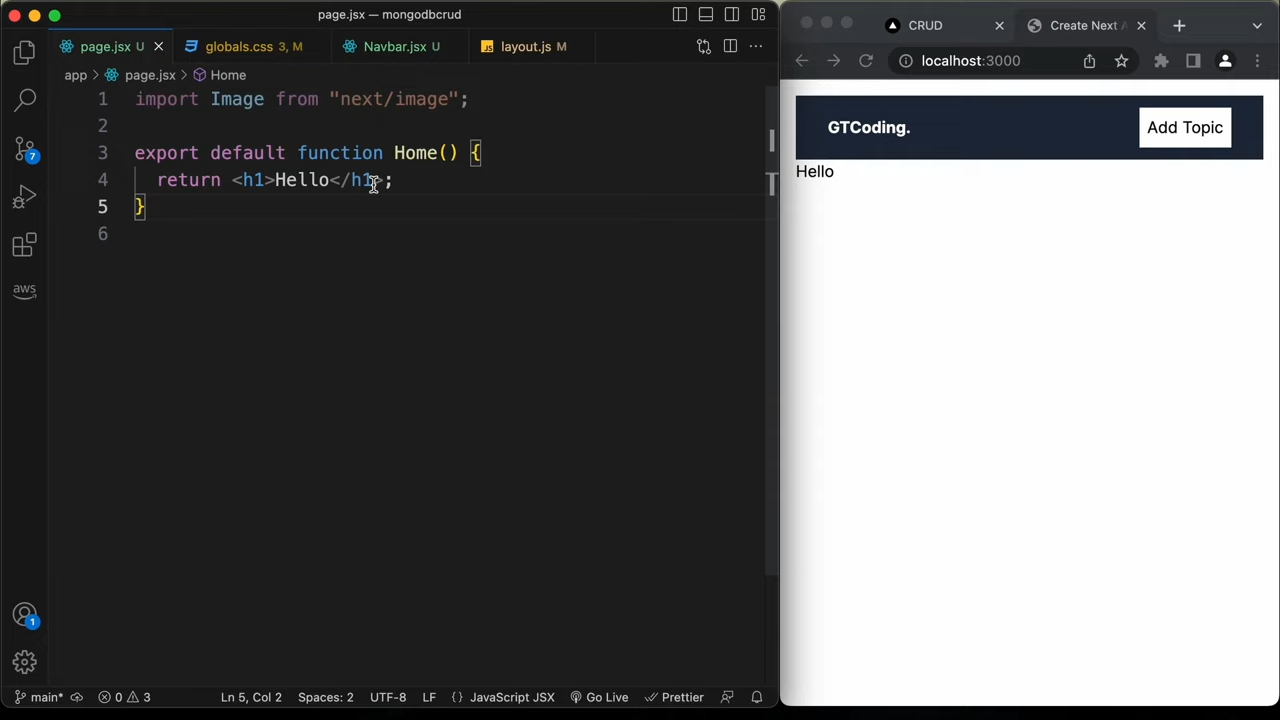 page.jsx — mongodbcrud
page.jsx U globals.css 3, M Navbar.jsx U JS layout.js M
app page.jsx Home
1 import Image from "next/image";
2
3 export default function Home() {
4 return <h1>Hello</h1>;
5 }
6
7
aws
1
main* 0 3 Ln 5, Col 2 Spaces: 2 UTF-8 LF {} JavaScript JSX Go Live Prettier
CRUD Create Next A
localhost:3000
GTCoding. Add Topic
Hello